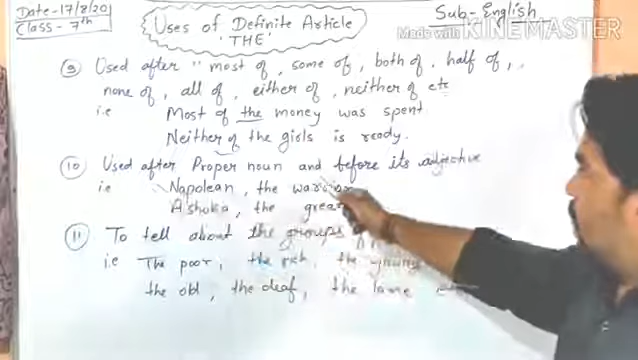 Date-17/8/20
Class-7th
Uses of Definite Article
'THE'
Sub-English
Made with KINEMASTER
⑨ Used after "most of, some of, both of, half of,
none of, all of, either of, neither of etc
i.e Most of the money was spent
Neither of the girls is ready.
⑩ Used after Proper noun and before its adjective
i.e Napolean, the
Ashoka, the
⑪ To tell about the groups
i.e The poor, the rich, the
the old, the deaf, the lame